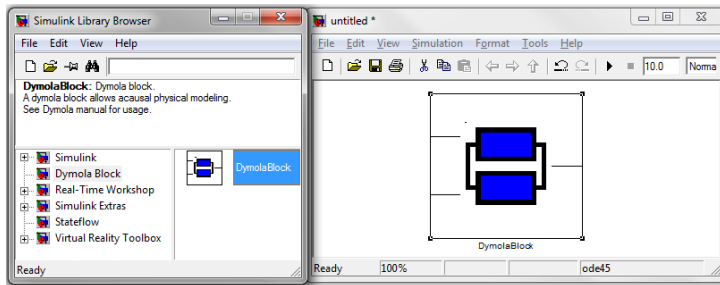 Simulink Library Browser
File Edit View Help
DymolaBlock: Dymola block.
A dymola block allows acausal physical modeling.
See Dymola manual for usage.
Simulink
Dymola Block
Real-Time Workshop
Simulink Extras
Stateflow
Virtual Reality Toolbox
DymolaBlock
Ready
untitled *
File Edit View Simulation Format Tools Help
10.0 Norma
DymolaBlock
Ready 100% ode45